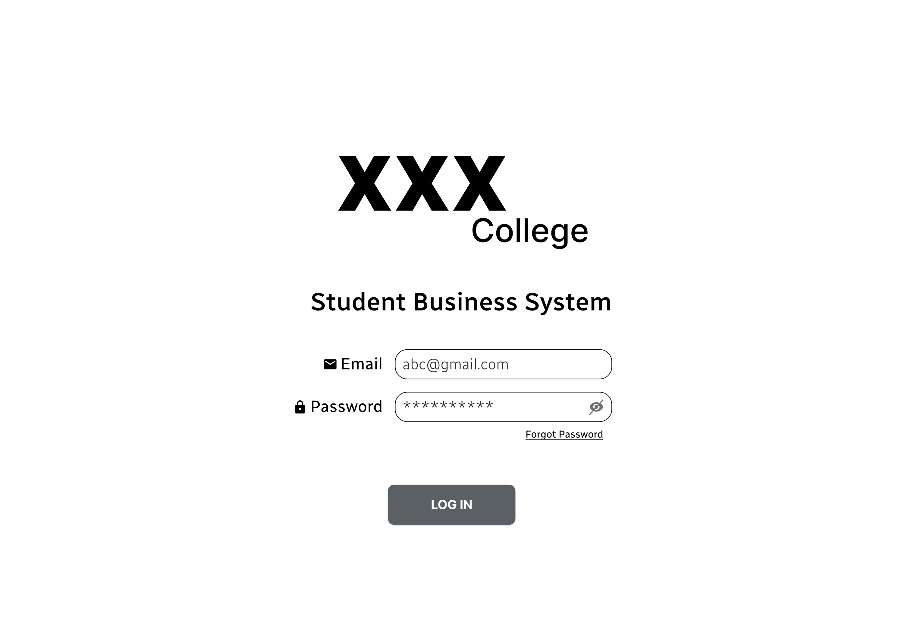 XXX
College
Student Business System
Email abc@gmail.com
Password **********
Forgot Password
LOG IN